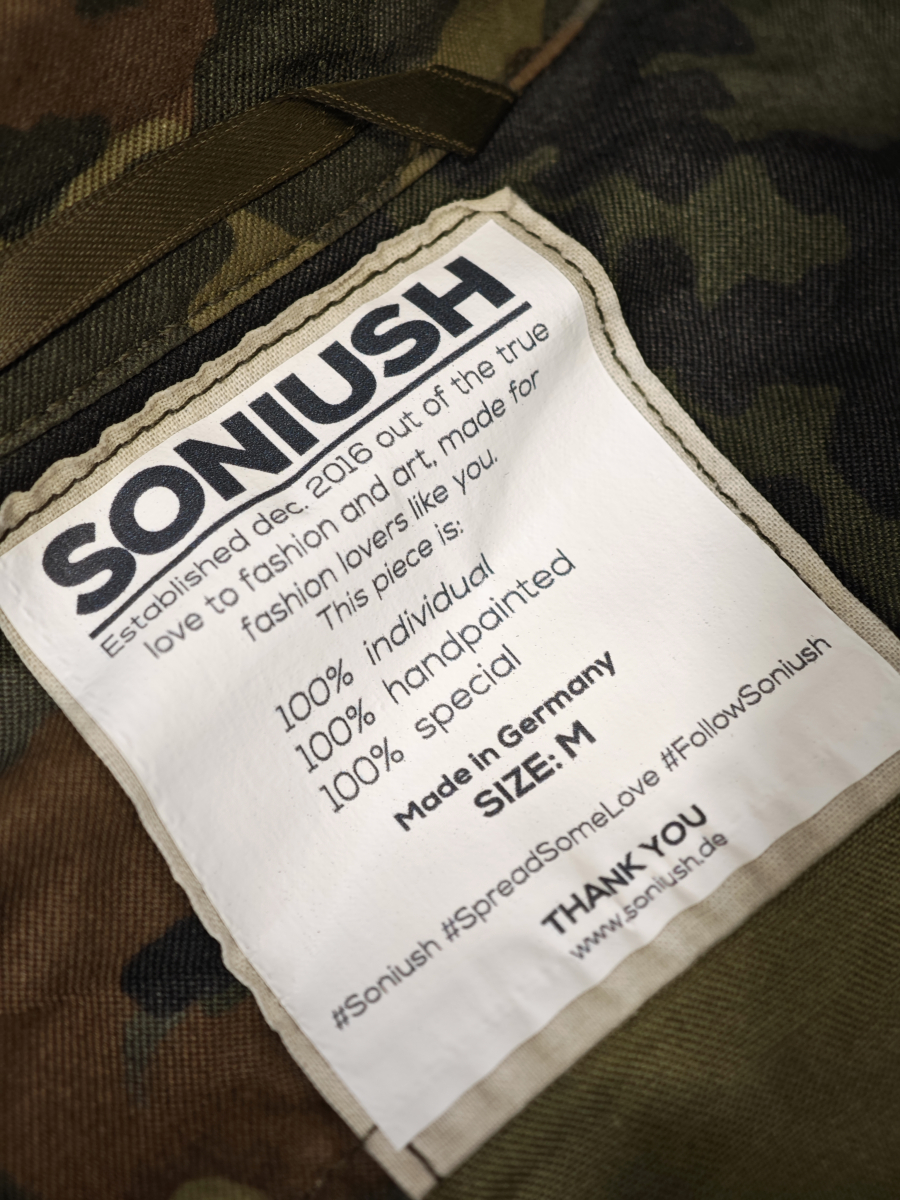 SONIUSH
Established dec. 2016 out of the true
love to fashion and art, made for
fashion lovers like you.
This piece is:
100% individual
100% handpainted
100% special
Made in Germany
SIZE: M
#Soniush #SpreadSomeLove #FollowSoniush
THANK YOU
www.soniush.de